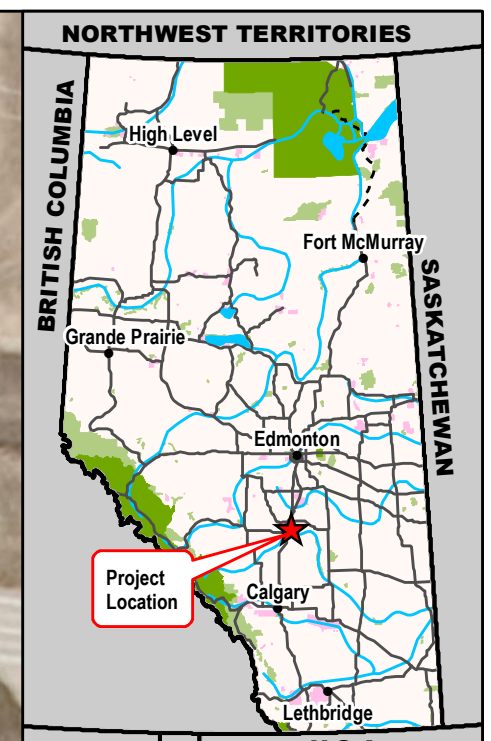 NORTHWEST TERRITORIES
BRITISH COLUMBIA
High Level
Fort McMurray
SASKATCHEWAN
Grande Prairie
Edmonton
Project
Location
Calgary
Lethbridge